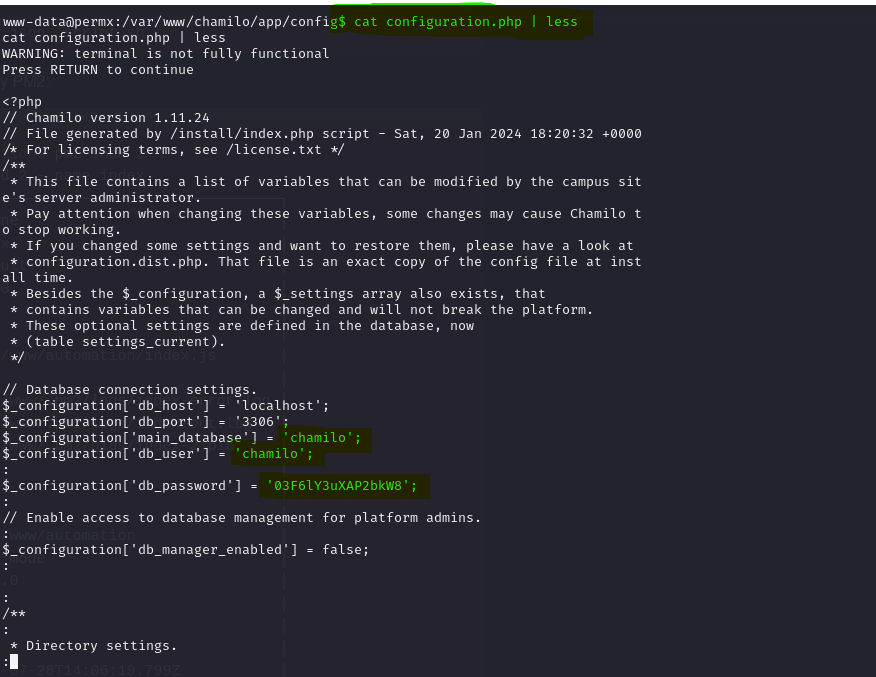 www-data@permx:/var/www/chamilo/app/config$ cat configuration.php | less
cat configuration.php | less
WARNING: terminal is not fully functional
Press RETURN to continue
<?php
// Chamilo version 1.11.24
// File generated by /install/index.php script - Sat, 20 Jan 2024 18:20:32 +0000
/* For licensing terms, see /license.txt */
/**
 * This file contains a list of variables that can be modified by the campus sit
e's server administrator.
 * Pay attention when changing these variables, some changes may cause Chamilo t
o stop working.
 * If you changed some settings and want to restore them, please have a look at
 * configuration.dist.php. That file is an exact copy of the config file at inst
all time.
 * Besides the $_configuration, a $_settings array also exists, that
 * contains variables that can be changed and will not break the platform.
 * These optional settings are defined in the database, now
 * (table settings_current).
 */
// Database connection settings.
$_configuration['db_host'] = 'localhost';
$_configuration['db_port'] = '3306';
$_configuration['main_database'] = 'chamilo';
$_configuration['db_user'] = 'chamilo';
:
$_configuration['db_password'] = '03F6lY3uXAP2bkW8';
:
// Enable access to database management for platform admins.
:
$_configuration['db_manager_enabled'] = false;
:
:
/**
:
 * Directory settings.
: